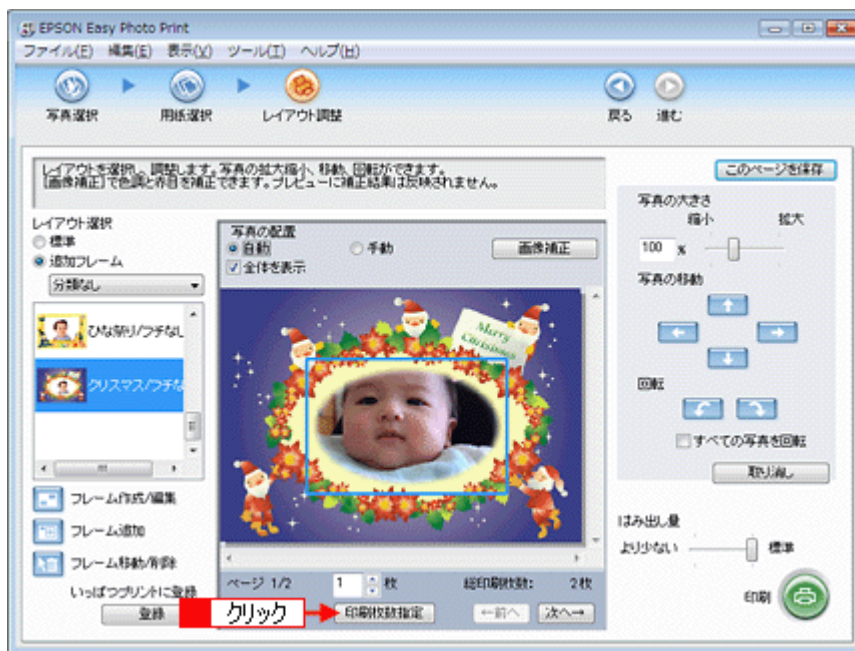 EPSON Easy Photo Print
ファイル(F) 編集(E) 表示(V) ツール(T) ヘルプ(H)
写真選択 用紙選択 レイアウト調整 戻る 進む
レイアウトを選択し、調整します。写真の拡大縮小、移動、回転ができます。
[画像補正]で色調と赤目を補正できます。プレビューに補正結果は反映されません。
このページを保存
レイアウト選択
標準
追加フレーム
分類なし
ひな祭り/フチなし
クリスマス/フチな
フレーム作成/編集
フレーム追加
フレーム移動/削除
いっぱつプリントに登録
登録
写真の配置
自動 手動 画像補正
全体を表示
Merry
Christmas
ページ 1/2 1 枚 総印刷枚数: 2枚
クリック 印刷枚数指定 ←前へ 次へ→
写真の大きさ
縮小 拡大
100 %
写真の移動
回転
すべての写真を回転
取り消し
はみ出し量
より少ない 標準
印刷